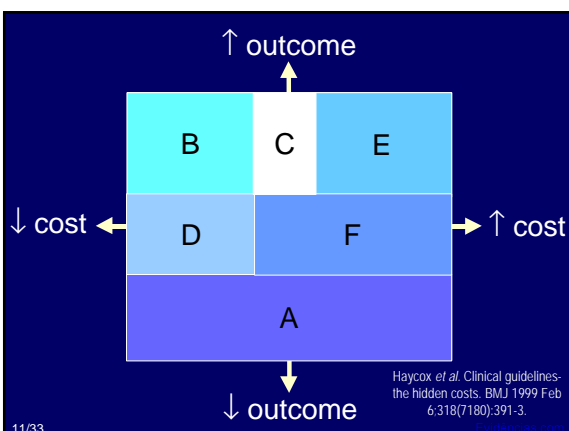 ↑ outcome
B C E
↓ cost D F ↑ cost
A
↓ outcome
Haycox et al. Clinical guidelines-
the hidden costs. BMJ 1999 Feb
6;318(7180):391-3.
11/33